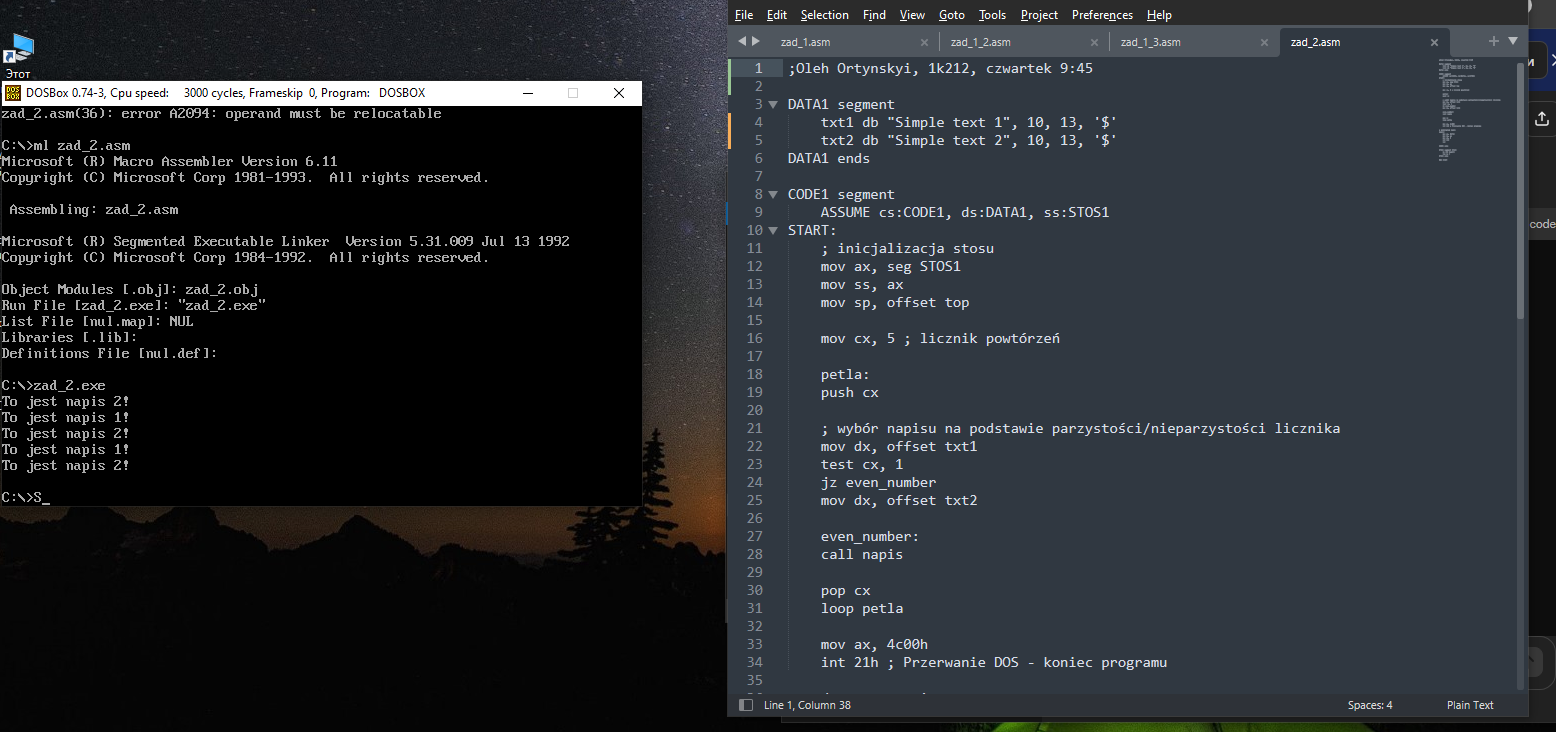 Этот
DOSBox 0.74-3, Cpu speed: 3000 cycles, Frameskip 0, Program: DOSBOX
zad_2.asm(36): error A2094: operand must be relocatable
C:\>ml zad_2.asm
Microsoft (R) Macro Assembler Version 6.11
Copyright (C) Microsoft Corp 1981-1993. All rights reserved.
Assembling: zad_2.asm
Microsoft (R) Segmented Executable Linker Version 5.31.009 Jul 13 1992
Copyright (C) Microsoft Corp 1984-1992. All rights reserved.
Object Modules [.obj]: zad_2.obj
Run File [zad_2.exe]: "zad_2.exe"
List File [nul.map]: NUL
Libraries [.lib]:
Definitions File [nul.def]:
C:\>zad_2.exe
To jest napis 2!
To jest napis 1!
To jest napis 2!
To jest napis 1!
To jest napis 2!
C:\>S_
File Edit Selection Find View Goto Tools Project Preferences Help
zad_1.asm zad_1_2.asm zad_1_3.asm zad_2.asm
1 ;Oleh Ortynskyi, 1k212, czwartek 9:45
2
3 DATA1 segment
4 txt1 db "Simple text 1", 10, 13, '$'
5 txt2 db "Simple text 2", 10, 13, '$'
6 DATA1 ends
7
8 CODE1 segment
9 ASSUME cs:CODE1, ds:DATA1, ss:STOS1
10 START:
11 ; inicjalizacja stosu
12 mov ax, seg STOS1
13 mov ss, ax
14 mov sp, offset top
15
16 mov cx, 5 ; licznik powtórzeń
17
18 petla:
19 push cx
20
21 ; wybór napisu na podstawie parzystości/nieparzystości licznika
22 mov dx, offset txt1
23 test cx, 1
24 jz even_number
25 mov dx, offset txt2
26
27 even_number:
28 call napis
29
30 pop cx
31 loop petla
32
33 mov ax, 4c00h
34 int 21h ; Przerwanie DOS - koniec programu
35
Line 1, Column 38 Spaces: 4 Plain Text
code